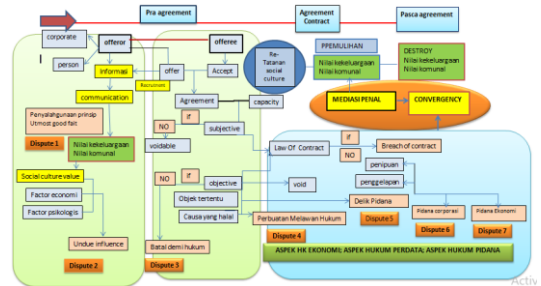 Pra agreement
Agreement
Contract
Pasca agreement
corporate
person
offeror
offeree
Informasi
offer
Accept
Recruitment
communication
Agreement
capacity
Penyalahgunaan prinsip
Utmost good fait
Dispute 1
Nilai kekeluargaan
Nilai komunal
Social culture value
Factor economi
Factor psikologis
Undue influence
Dispute 2
if
NO
subjective
voidable
if
NO
objective
void
Objek tertentu
Causa yang halal
Batal demi hukum
Dispute 3
Re-
Tatanan
social
culture
PPEMULIHAN
Nilai kekeluargaan
Nilai komunal
DESTROY
Nilai kekeluargaan
Nilai komunal
MEDIASI PENAL
CONVERGENCY
Law Of Contract
if
NO
Breach of contract
penipuan
penggelapan
Delik Pidana
Perbuatan Melawan Hukum
Dispute 4
Dispute 5
Pidana corporasi
Pidana Ekonomi
Dispute 6
Dispute 7
ASPEK HK EKONOMI; ASPEK HUKUM PERDATA; ASPEK HUKUM PIDANA
Activ